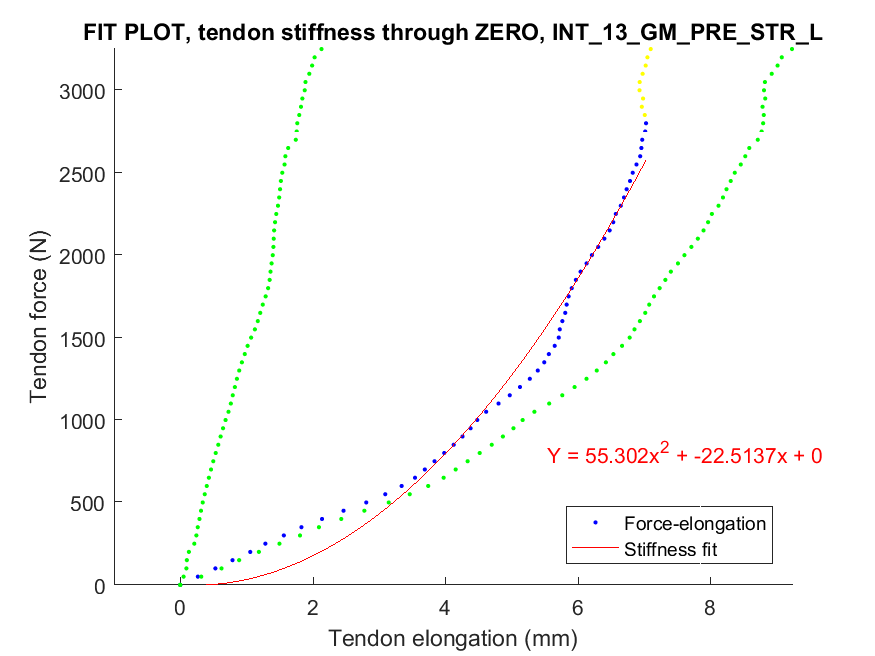 FIT PLOT, tendon stiffness through ZERO, INT_13_GM_PRE_STR_L
3000
2500
2000
1500
1000
500
0
Tendon force (N)
Y = 55.302x² + -22.5137x + 0
Force-elongation
Stiffness fit
0 2 4 6 8
Tendon elongation (mm)